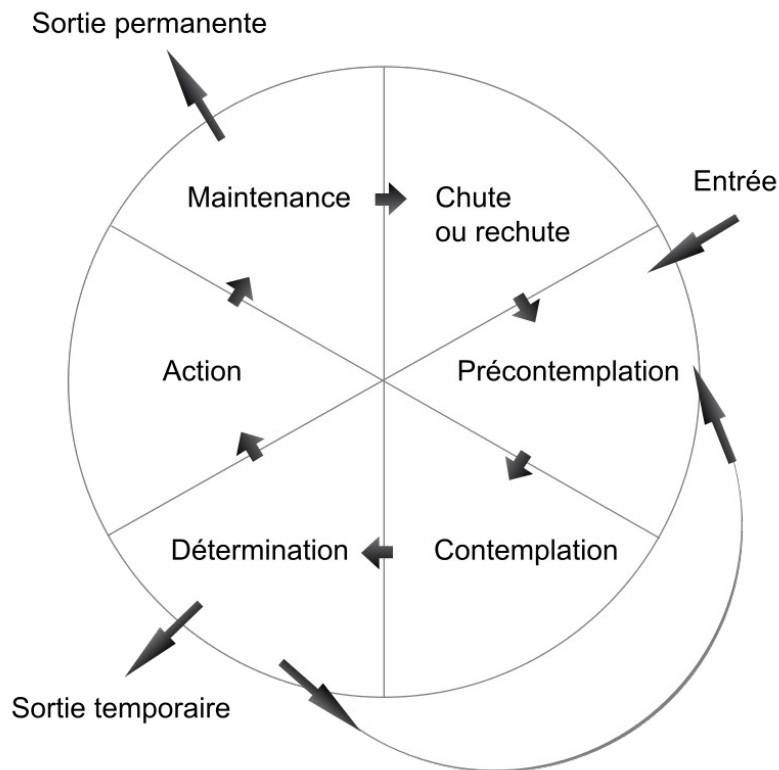 Sortie permanente
Maintenance
Chute
ou rechute
Entrée
Action
Précontemplation
Détermination
Contemplation
Sortie temporaire